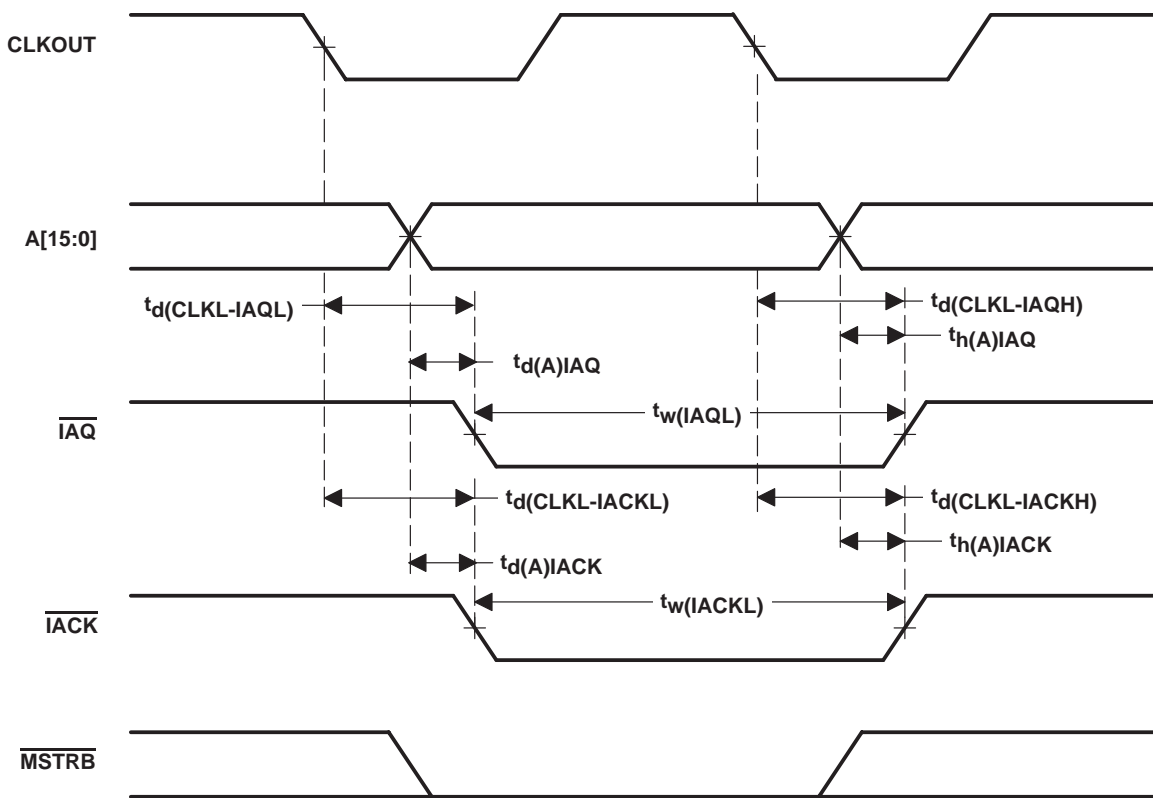 CLKOUT
A[15:0]
td(CLKL-IAQL)
td(CLKL-IAQH)
th(A)IAQ
td(A)IAQ
tw(IAQL)
IAQ
td(CLKL-IACKL)
td(CLKL-IACKH)
th(A)IACK
td(A)IACK
tw(IACKL)
IACK
MSTRB